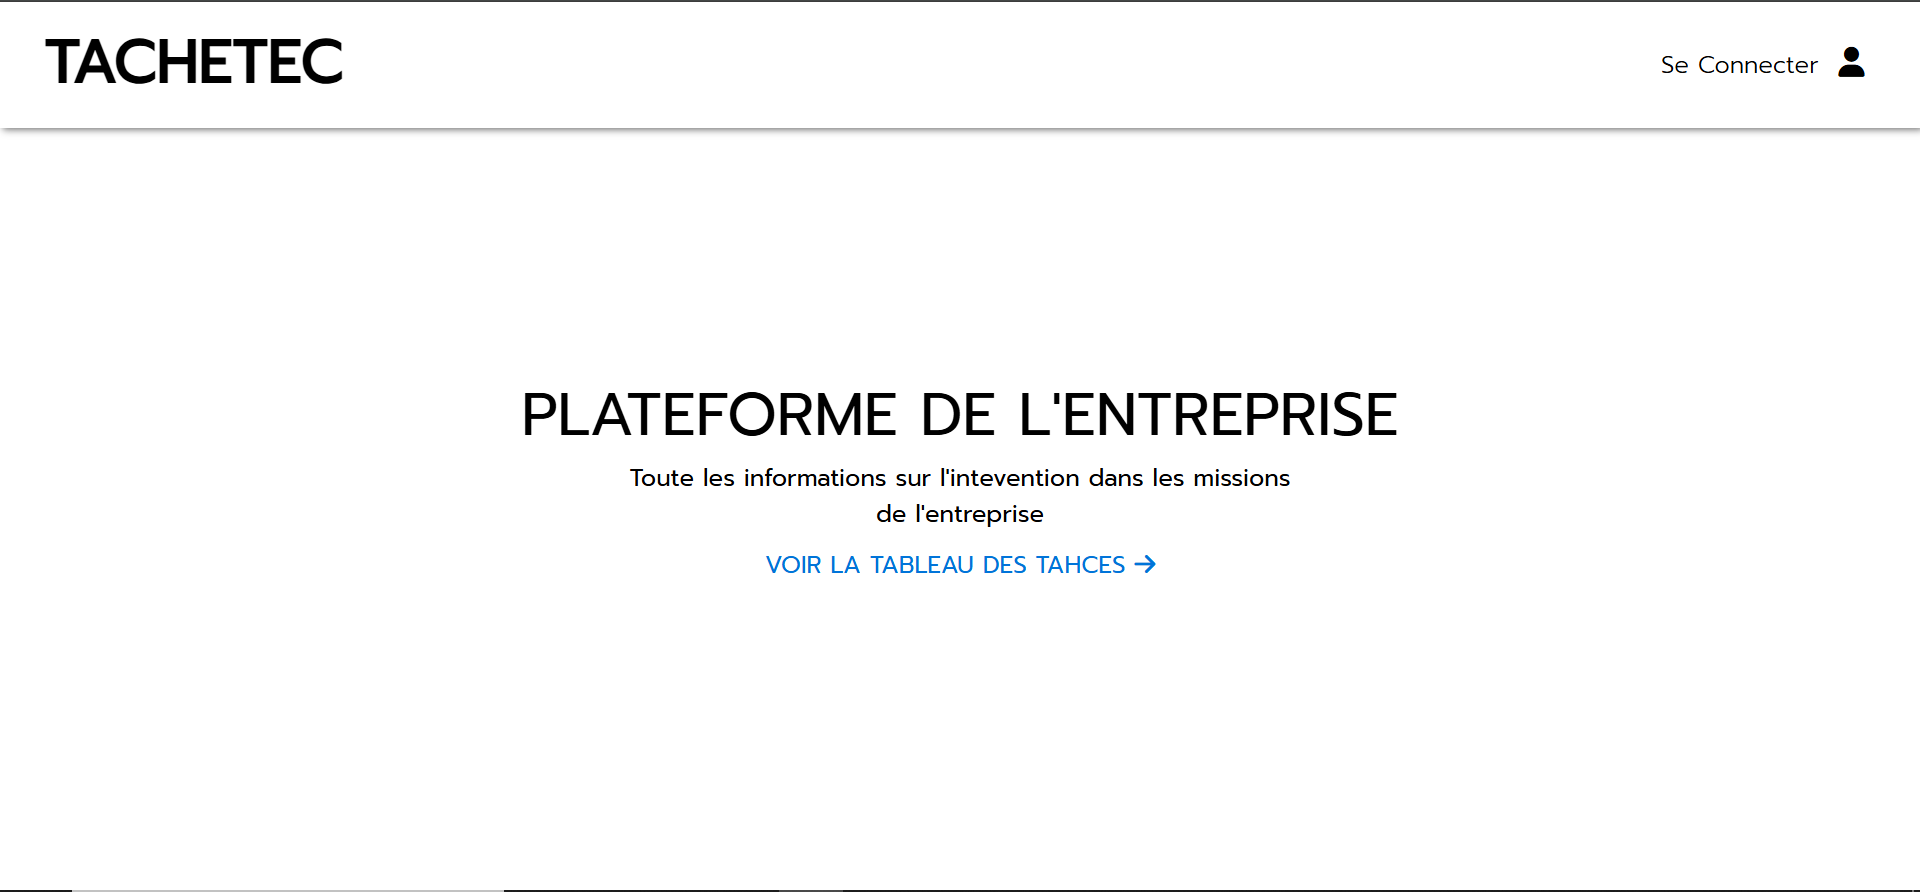 TACHETEC
Se Connecter
PLATEFORME DE L'ENTREPRISE
Toute les informations sur l'intevention dans les missions
de l'entreprise
VOIR LA TABLEAU DES TAHCES